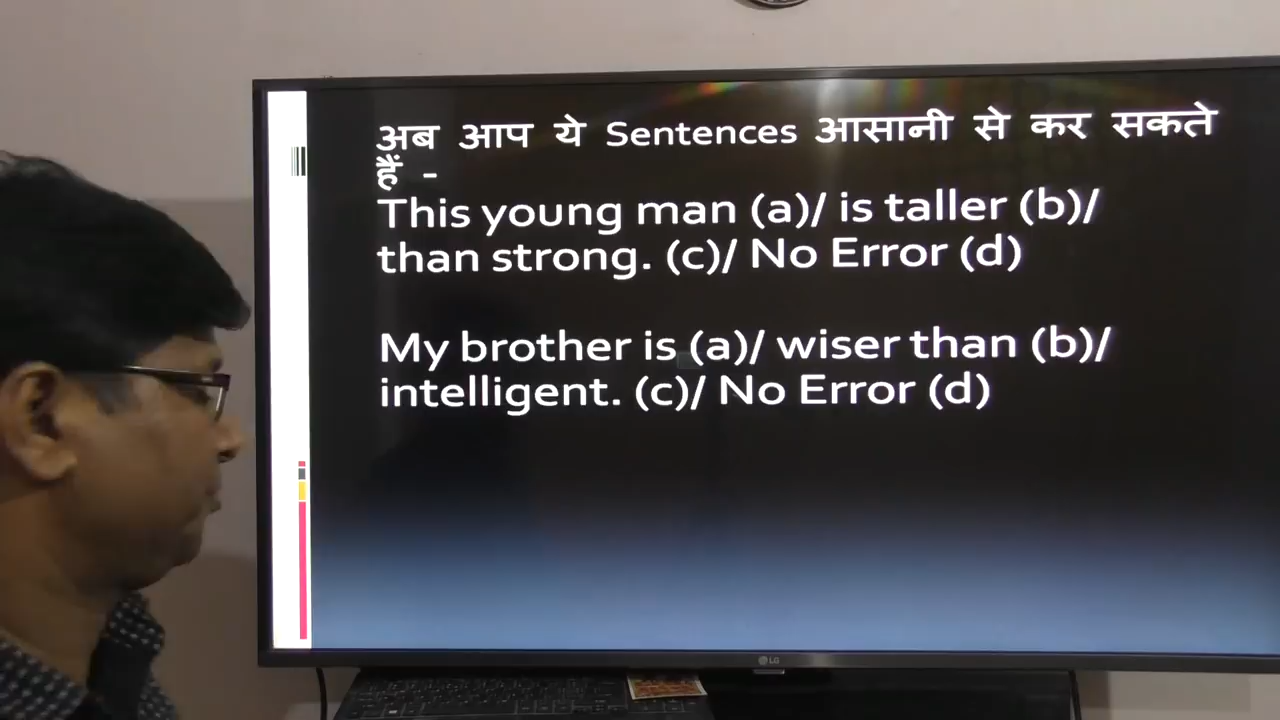 अब आप ये Sentences आसानी से कर सकते
हैं -
This young man (a)/ is taller (b)/
than strong. (c)/ No Error (d)
My brother is (a)/ wiser than (b)/
intelligent. (c)/ No Error (d)
LG